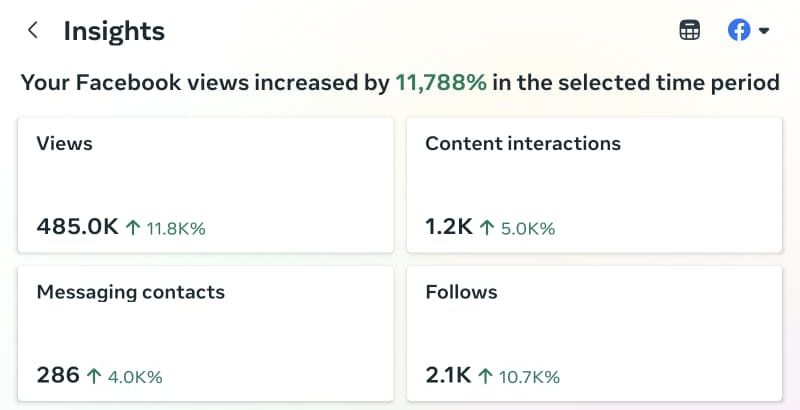 Insights
Your Facebook views increased by 11,788% in the selected time period
Views
485.0K ↑ 11.8K%
Content interactions
1.2K ↑ 5.0K%
Messaging contacts
286 ↑ 4.0K%
Follows
2.1K ↑ 10.7K%